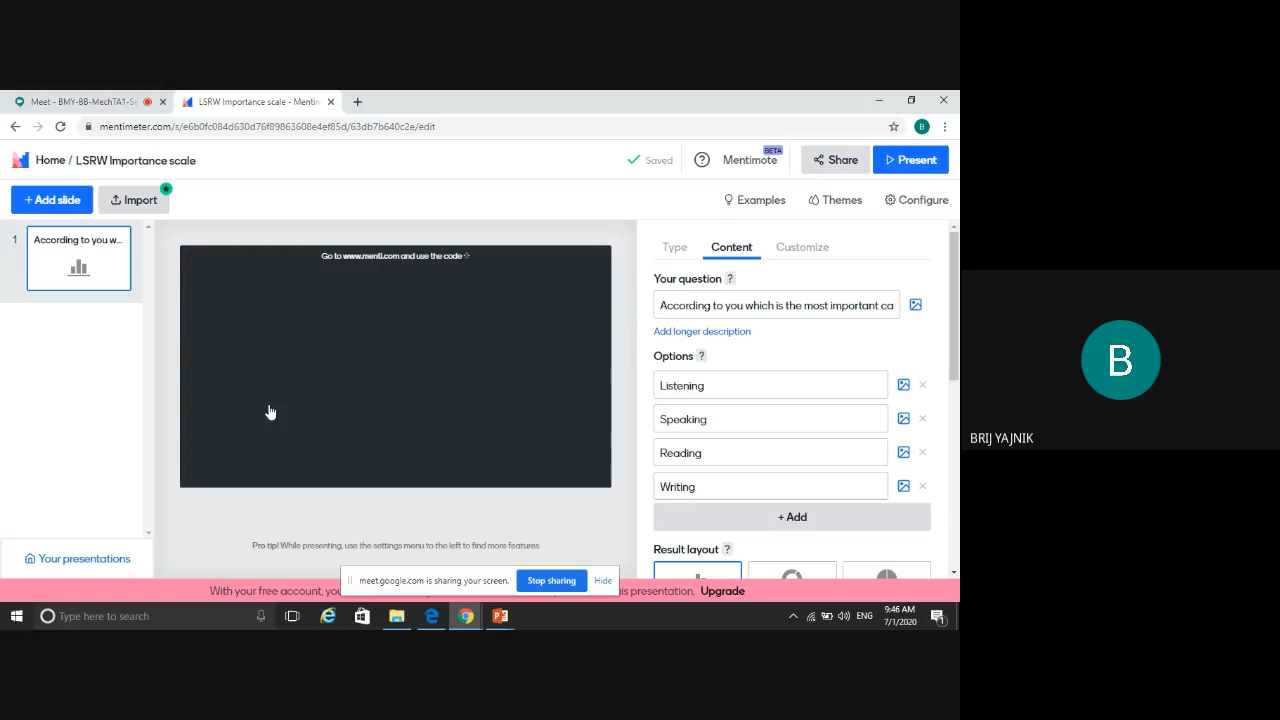 Meet - BMY-BB-MechTA1-Se
LSRW Importance scale - Mentim
mentimeter.com/s/e6b0fc084d630d76f89863608e4ef85d/63db7b640c2e/edit
B
Home / LSRW Importance scale
Saved
?
Mentimote
BETA
Share
Present
+ Add slide
Import
Examples
Themes
Configure
1
According to you w...
Go to www.menti.com and use the code
Type
Content
Customize
Your question ?
According to you which is the most important ca
Add longer description
Options ?
Listening
Speaking
Reading
Writing
+ Add
Result layout ?
Pro tip! While presenting, use the settings menu to the left to find more features
Your presentations
meet.google.com is sharing your screen.
Stop sharing
Hide
With your free account, you
this presentation.
Upgrade
Type here to search
ENG
9:46 AM
7/1/2020
1
B
BRIJ YAJNIK